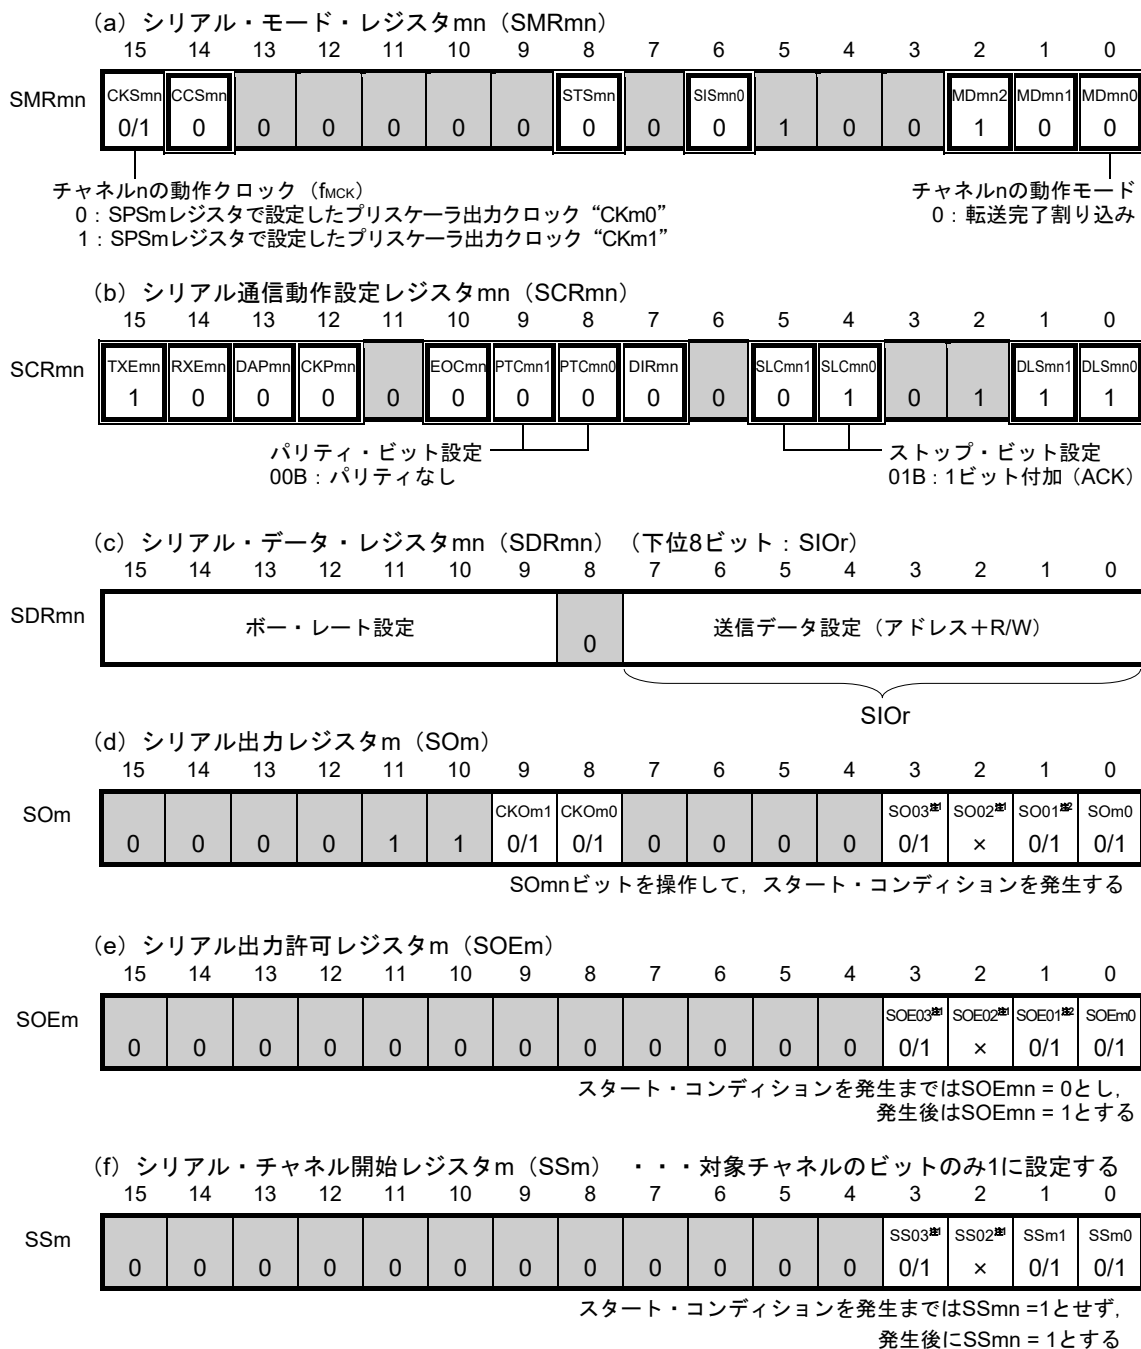 (a) シリアル・モード・レジスタmn（SMRmn）
15 14 13 12 11 10 9 8 7 6 5 4 3 2 1 0
SMRmn
CKSmn CCSmn STSmn SISmn0 MDmn2 MDmn1 MDmn0
0/1 0 0 0 0 0 0 0 0 0 1 0 0 1 0 0
チャネルnの動作クロック（fMCK）
0：SPSmレジスタで設定したプリスケーラ出力クロック“CKm0”
1：SPSmレジスタで設定したプリスケーラ出力クロック“CKm1”
チャネルnの動作モード
0：転送完了割り込み
(b) シリアル通信動作設定レジスタmn（SCRmn）
15 14 13 12 11 10 9 8 7 6 5 4 3 2 1 0
SCRmn
TXEmn RXEmn DAPmn CKPmn EOCmn PTCmn1 PTCmn0 DIRmn SLCmn1 SLCmn0 DLSmn1 DLSmn0
1 0 0 0 0 0 0 0 0 0 0 1 0 1 1 1
パリティ・ビット設定
00B：パリティなし
ストップ・ビット設定
01B：1ビット付加（ACK）
(c) シリアル・データ・レジスタmn（SDRmn）（下位8ビット：SIOr）
15 14 13 12 11 10 9 8 7 6 5 4 3 2 1 0
SDRmn
ボー・レート設定 0 送信データ設定（アドレス＋R/W）
SIOr
(d) シリアル出力レジスタm（SOm）
15 14 13 12 11 10 9 8 7 6 5 4 3 2 1 0
SOm
CKOm1 CKOm0 SO03注1 SO02注1 SO01注2 SOm0
0 0 0 0 1 1 0/1 0/1 0 0 0 0 0/1 × 0/1 0/1
SOmnビットを操作して，スタート・コンディションを発生する
(e) シリアル出力許可レジスタm（SOEm）
15 14 13 12 11 10 9 8 7 6 5 4 3 2 1 0
SOEm
SOE03注1 SOE02注1 SOE01注2 SOEm0
0 0 0 0 0 0 0 0 0 0 0 0 0/1 × 0/1 0/1
スタート・コンディションを発生まではSOEmn = 0とし，
発生後はSOEmn = 1とする
(f) シリアル・チャネル開始レジスタm（SSm） ・・・対象チャネルのビットのみ1に設定する
15 14 13 12 11 10 9 8 7 6 5 4 3 2 1 0
SSm
SS03注1 SS02注1 SSm1 SSm0
0 0 0 0 0 0 0 0 0 0 0 0 0/1 × 0/1 0/1
スタート・コンディションを発生まではSSmn =1とせず，
発生後にSSmn = 1とする